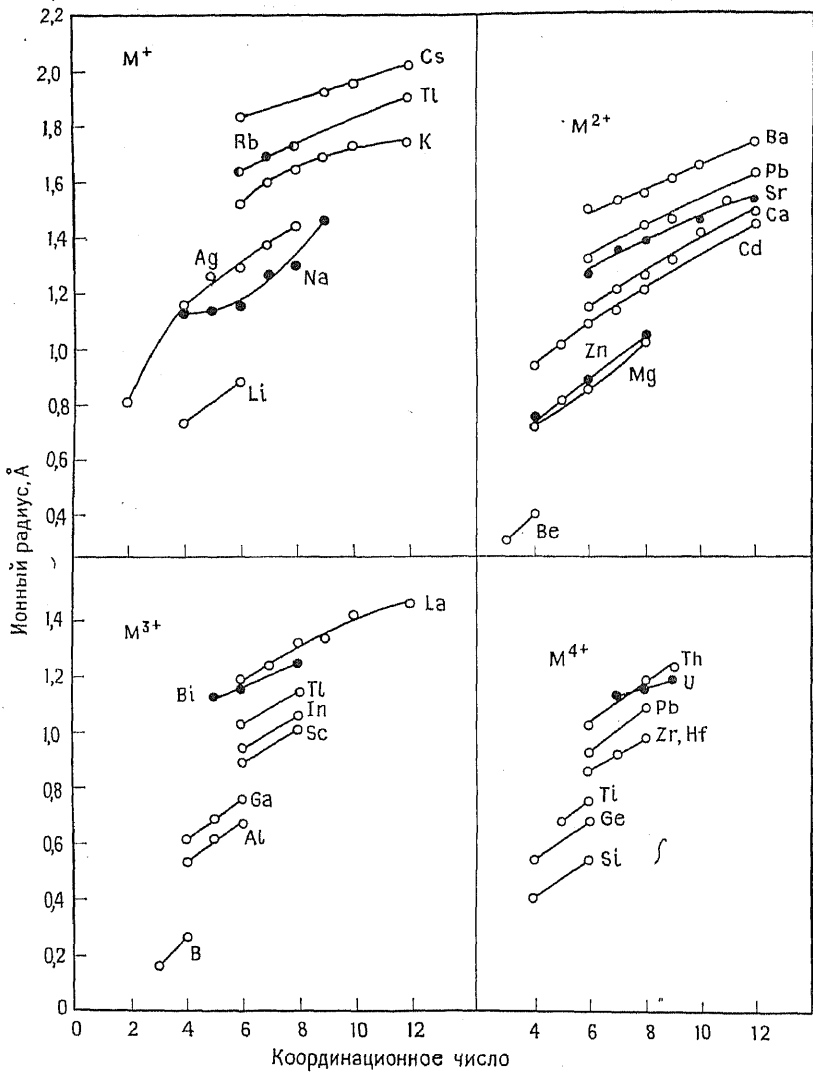 2,2
2,0
1,8
1,6
1,4
1,2
1,0
0,8
0,6
0,4
M⁺
Cs
Tl
Rb
K
Ag
Na
Li
M²⁺
Ba
Pb
Sr
Ca
Cd
Zn
Mg
Be
Ионный радиус, Å
1,4
1,2
1,0
0,8
0,6
0,4
0,2
0
M³⁺
La
Bi
Tl
In
Sc
Ga
Al
B
M⁴⁺
Th
U
Pb
Zr, Hf
Ti
Ge
Si
0 2 4 6 8 10 12
4 6 8 10 12
Координационное число